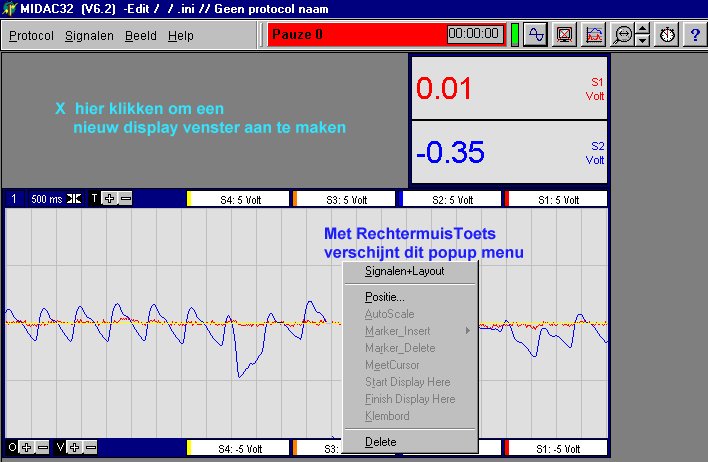 MIDAC32 (V6.2) -Edit / / .ini // Geen protocol naam
Protocol Signalen Beeld Help
Pauze 0 00:00:00 ?
0.01 S1
Volt
-0.35 S2
Volt
X hier klikken om een
nieuw display venster aan te maken
1 500 ms T + - S4: 5 Volt S3: 5 Volt S2: 5 Volt S1: 5 Volt
Met RechtermuisToets
verschijnt dit popup menu
Signalen+Layout
Positie...
AutoScale
Marker_Insert
Marker_Delete
MeetCursor
Start Display Here
Finish Display Here
Klembord
Delete
O + - V + - S4: -5 Volt S3: S1: -5 Volt